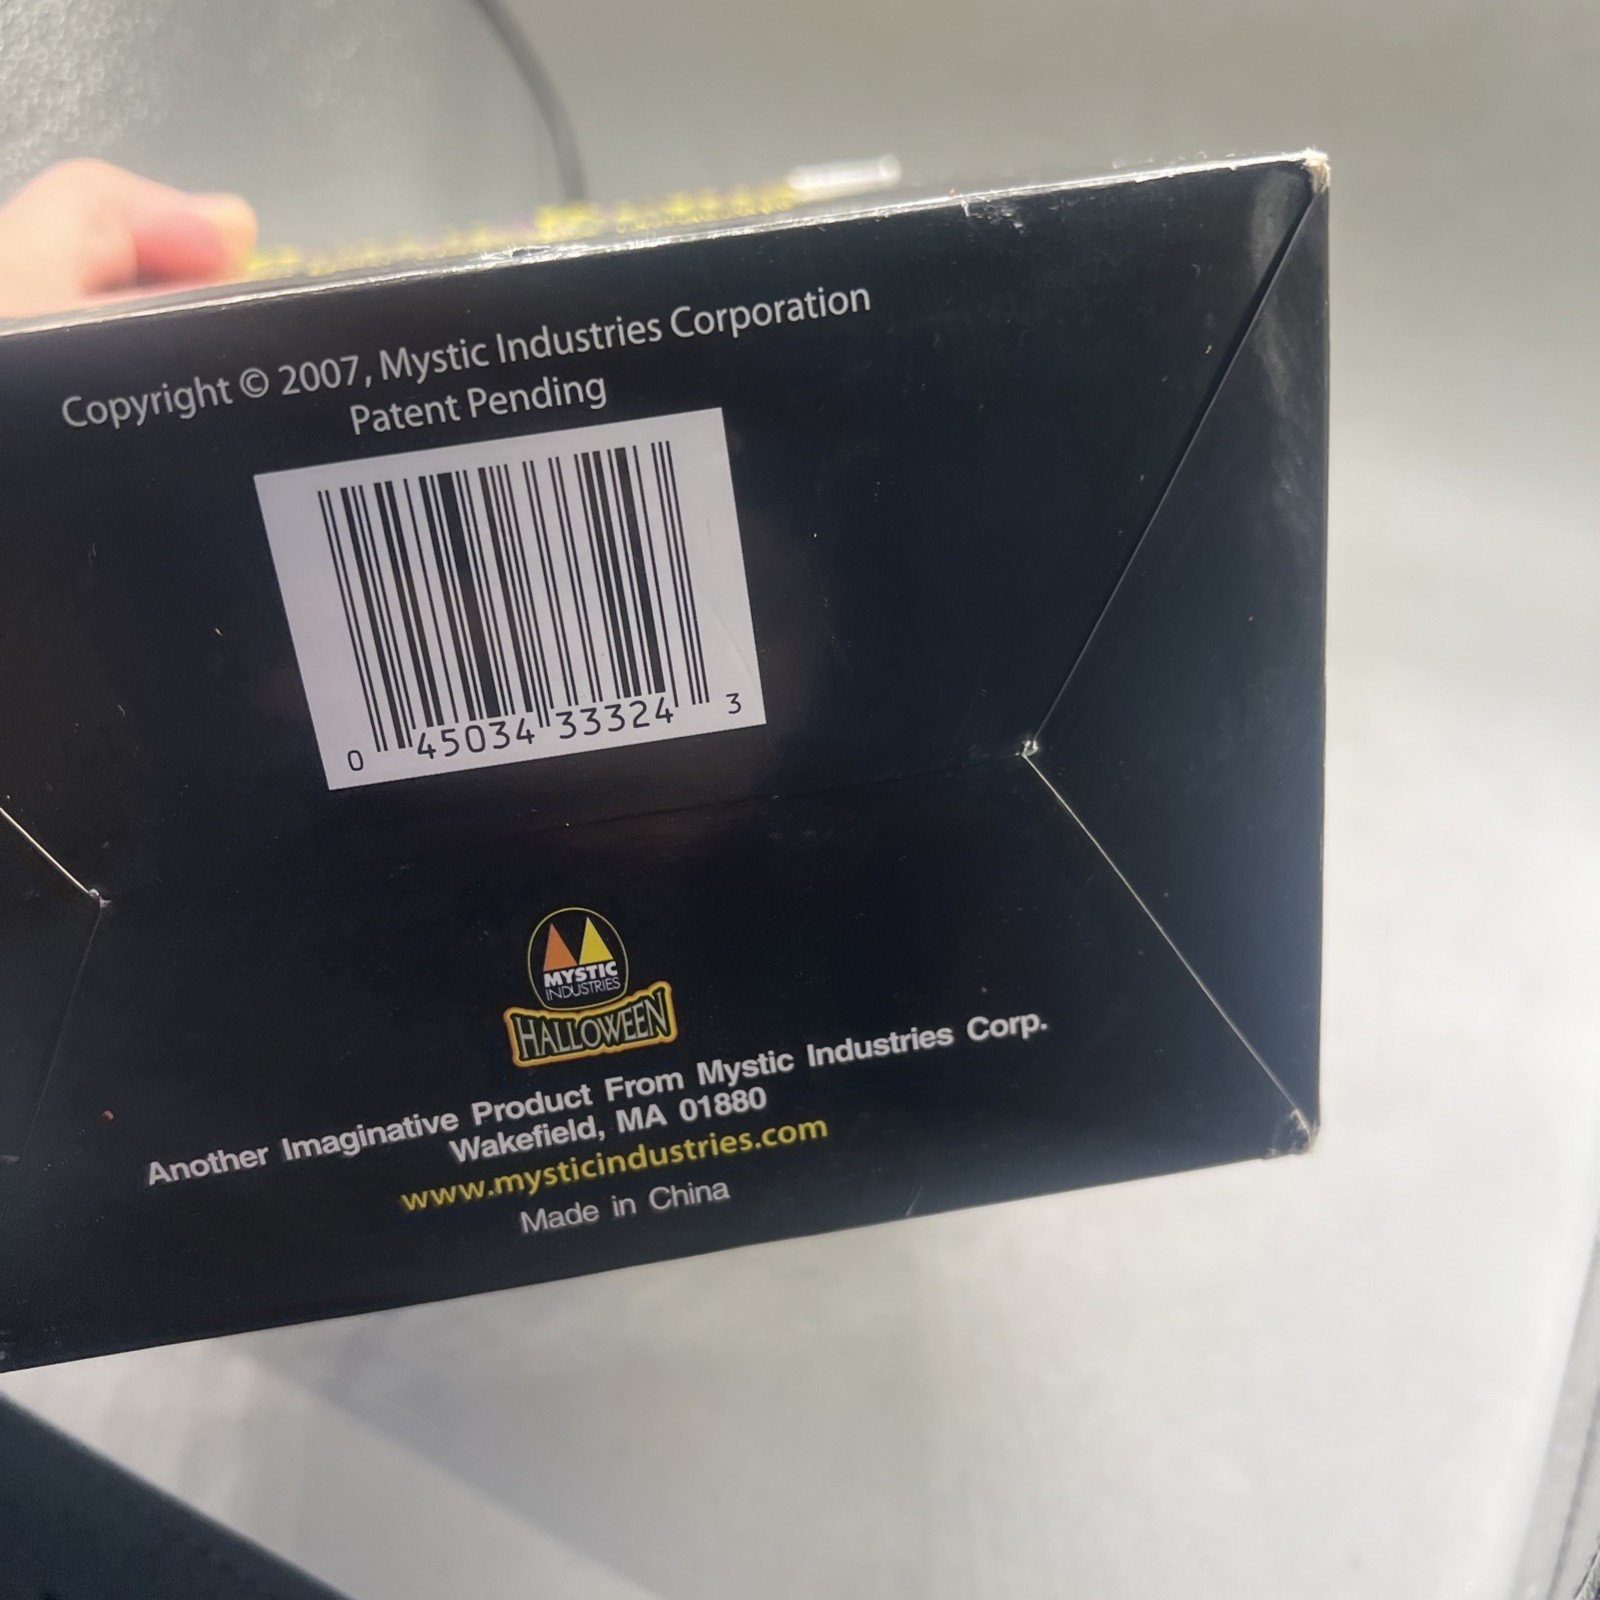 Copyright © 2007, Mystic Industries Corporation
Patent Pending
0 45034 33324 3
MYSTIC
INDUSTRIES
HALLOWEEN
Another Imaginative Product From Mystic Industries Corp.
Wakefield, MA 01880
www.mysticindustries.com
Made in China